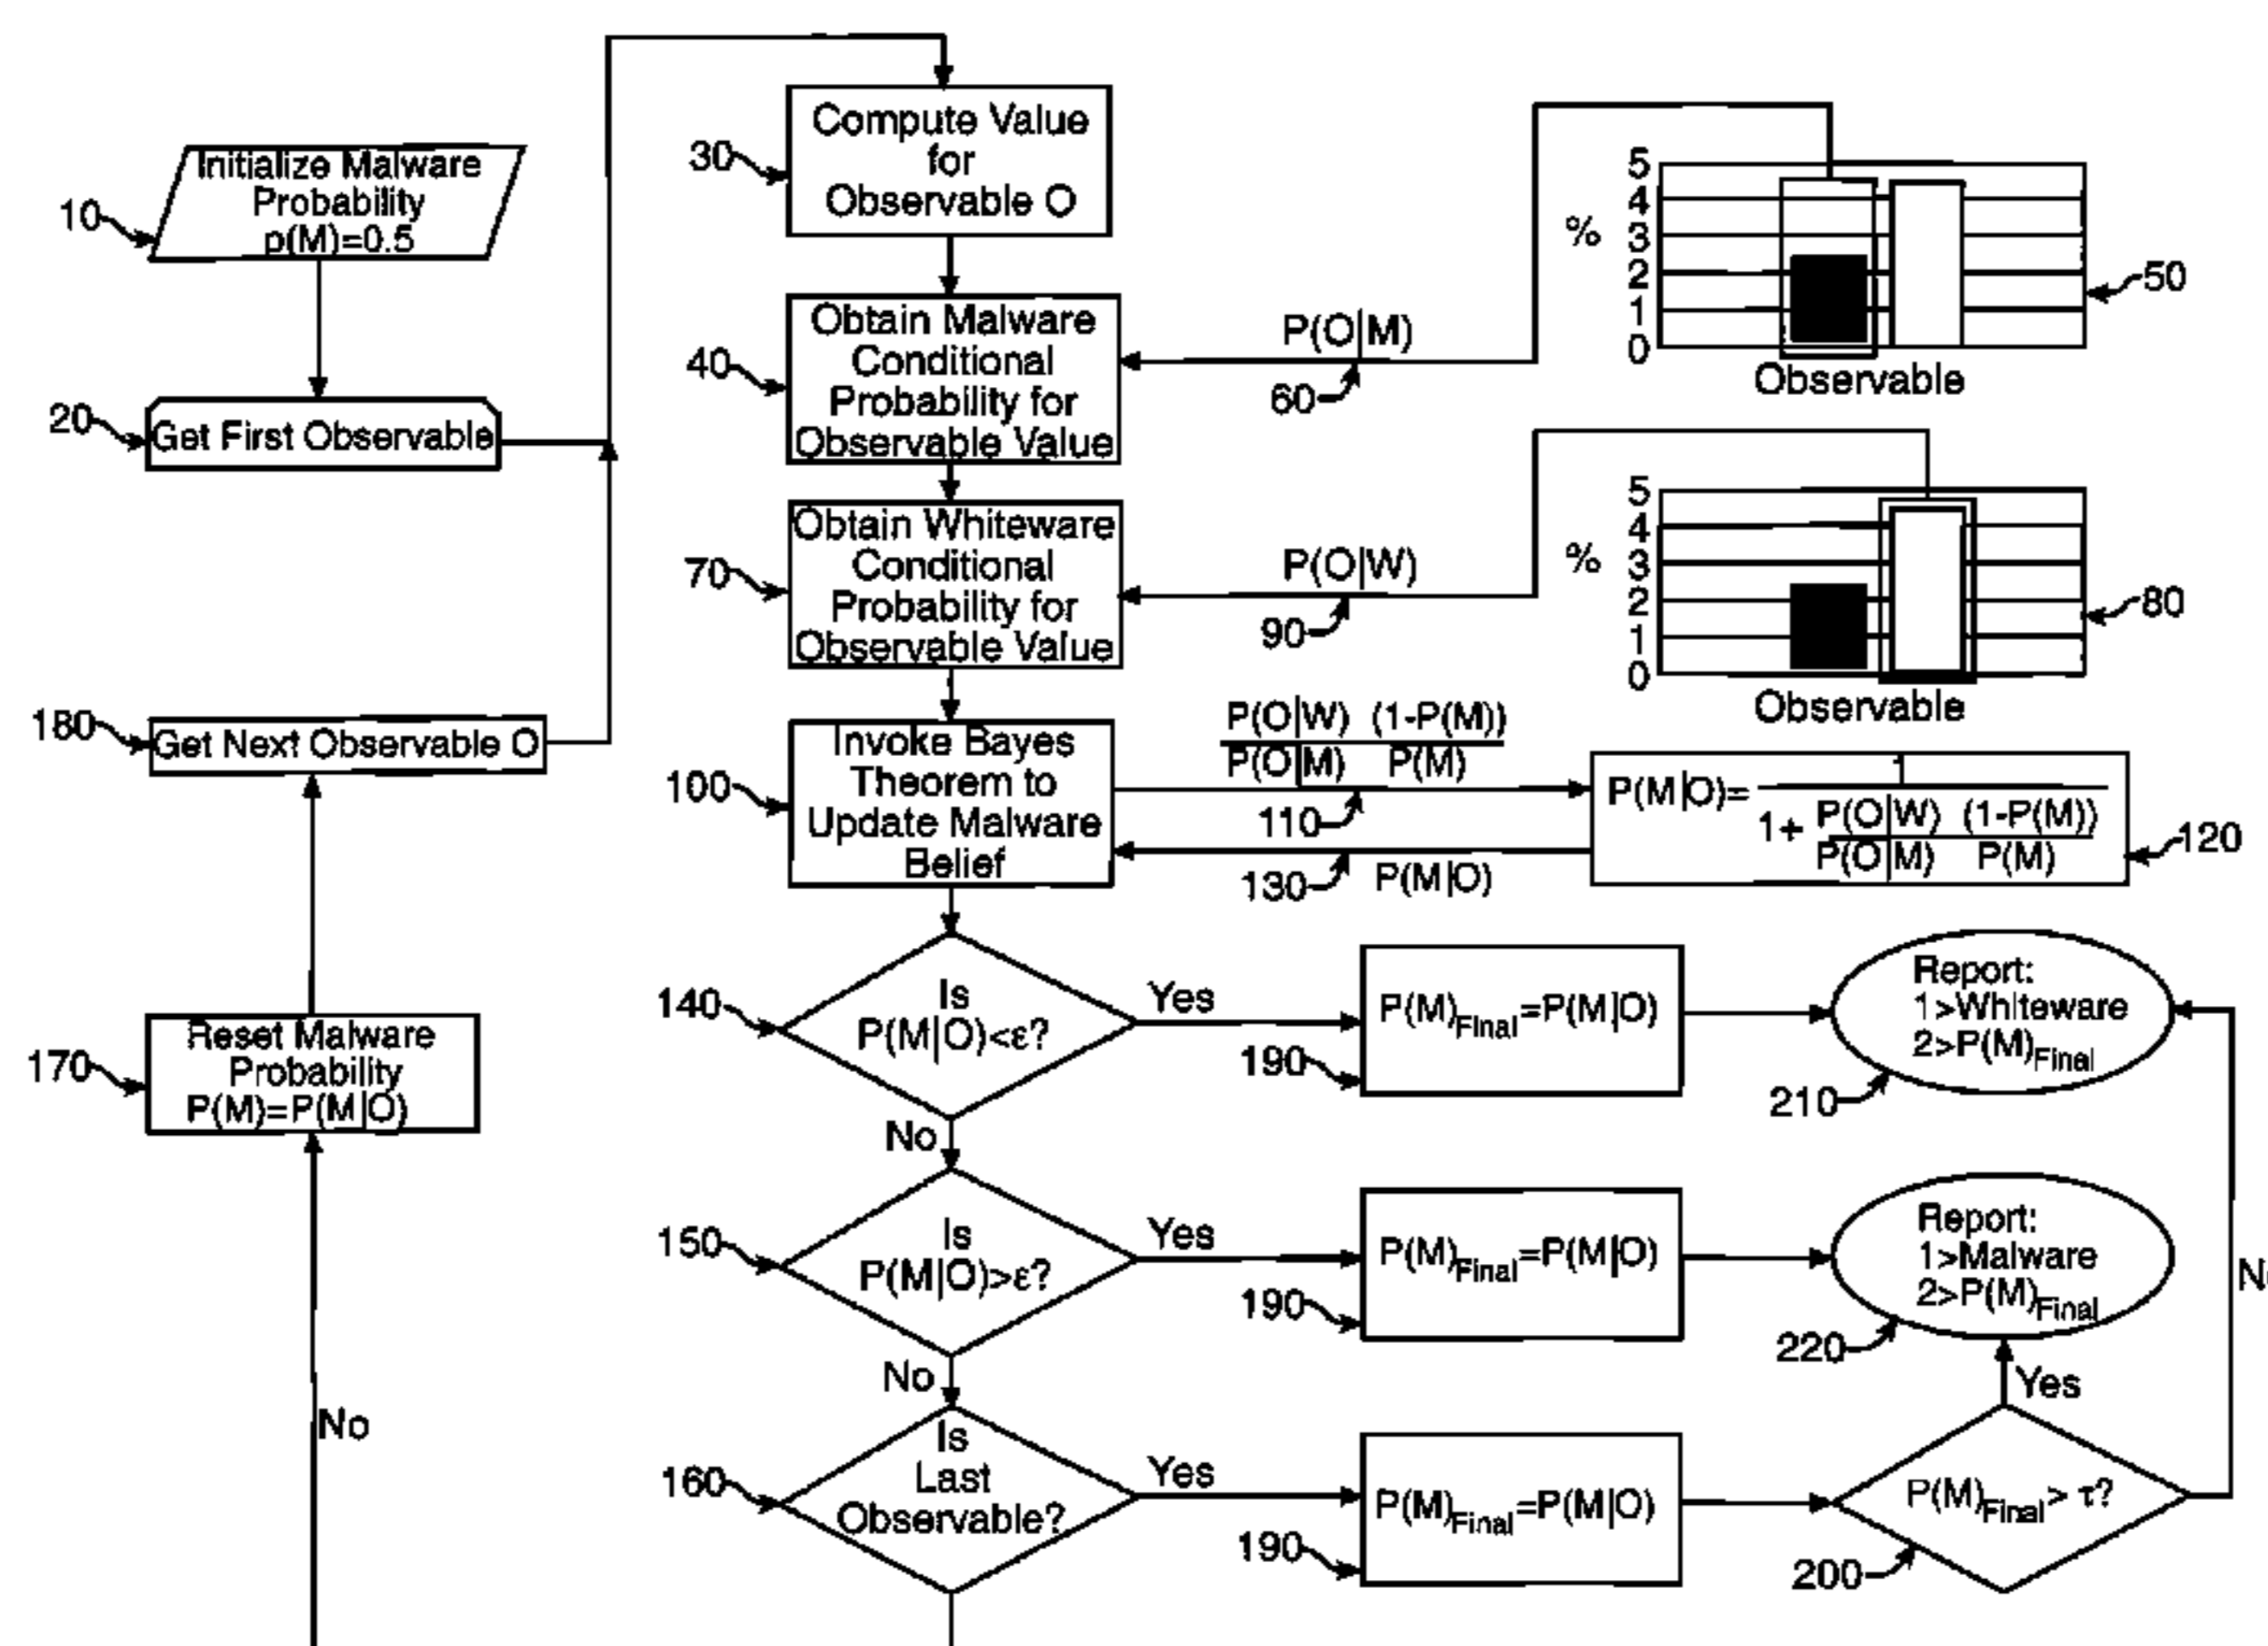 Initialize Malware
Probability
p(M)=0.5
10
20
Get First Observable
180
Get Next Observable O
170
Reset Malware
Probability
P(M)=P(M|O)
No
30
Compute Value
for
Observable O
40
Obtain Malware
Conditional
Probability for
Observable Value
P(O|M)
60
5
4
3
2
1
0
%
Observable
50
70
Obtain Whiteware
Conditional
Probability for
Observable Value
P(O|W)
90
5
4
3
2
1
0
%
Observable
80
100
Invoke Bayes
Theorem to
Update Malware
Belief
P(O|W) (1-P(M))
P(O|M) P(M)
110
130
P(M|O)
1
P(M|O)=
1+ P(O|W) (1-P(M))
P(O|M) P(M)
120
140
Is
P(M|O)<ε?
Yes
No
190
P(M)Final=P(M|O)
Report:
1>Whiteware
2>P(M)Final
210
150
Is
P(M|O)>ε?
Yes
No
190
P(M)Final=P(M|O)
Report:
1>Malware
2>P(M)Final
220
160
Is
Last
Observable?
Yes
190
P(M)Final=P(M|O)
P(M)Final> τ?
200
Yes